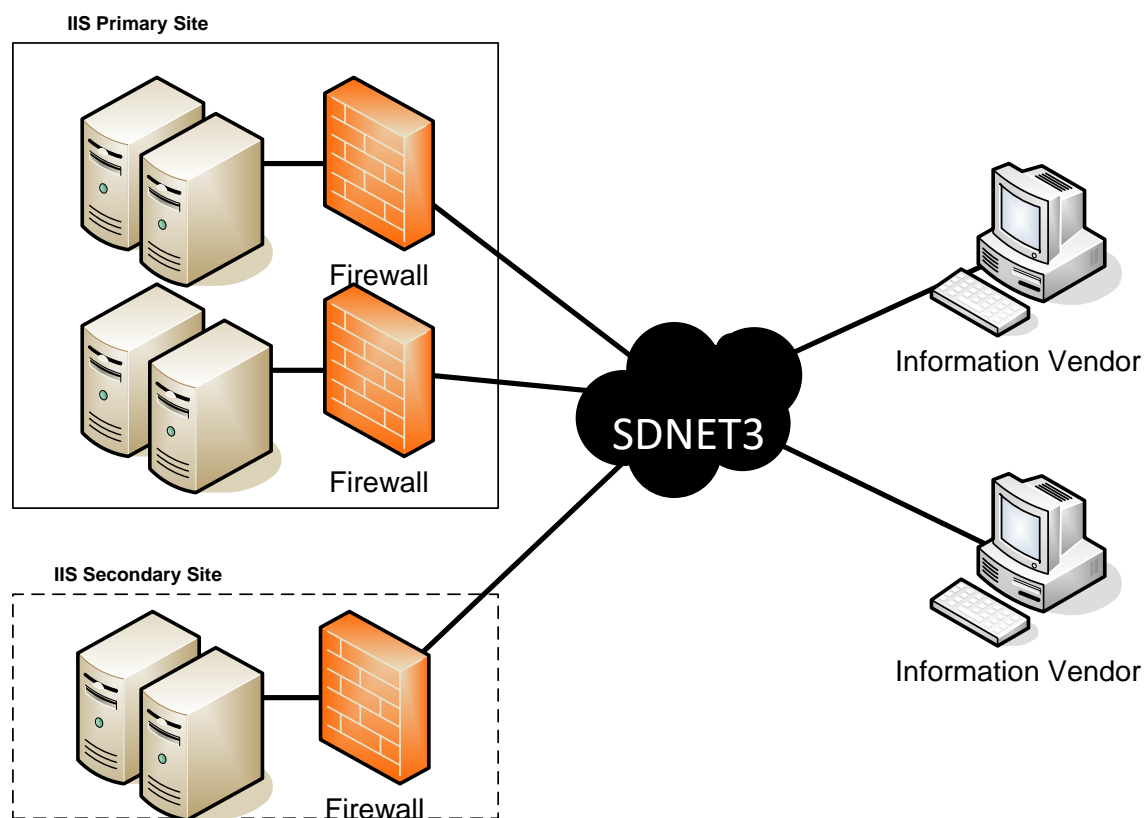 IIS Primary Site
Firewall
Information Vendor
SDNET3
Firewall
IIS Secondary Site
Information Vendor
Firewall